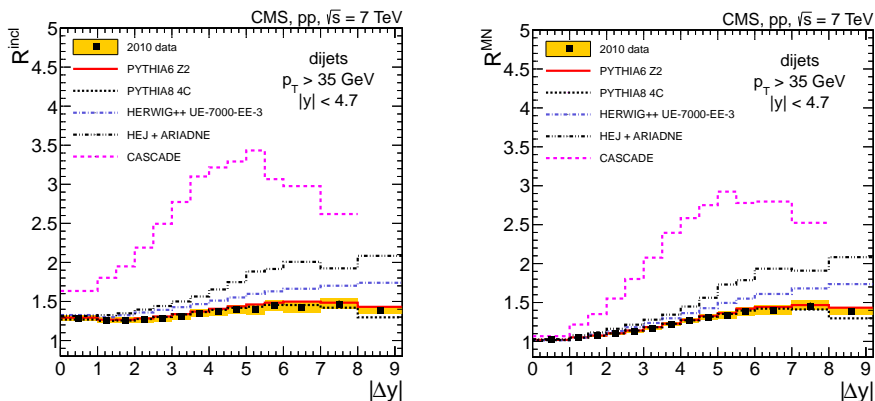 CMS, pp, √s = 7 TeV
R^incl
2010 data
PYTHIA6 Z2
PYTHIA8 4C
HERWIG++ UE-7000-EE-3
HEJ + ARIADNE
CASCADE
dijets
p_T > 35 GeV
|y| < 4.7
5
4.5
4
3.5
3
2.5
2
1.5
1
0 1 2 3 4 5 6 7 8 9
|Δy|
CMS, pp, √s = 7 TeV
R^MN
2010 data
PYTHIA6 Z2
PYTHIA8 4C
HERWIG++ UE-7000-EE-3
HEJ + ARIADNE
CASCADE
dijets
p_T > 35 GeV
|y| < 4.7
5
4.5
4
3.5
3
2.5
2
1.5
1
0 1 2 3 4 5 6 7 8 9
|Δy|